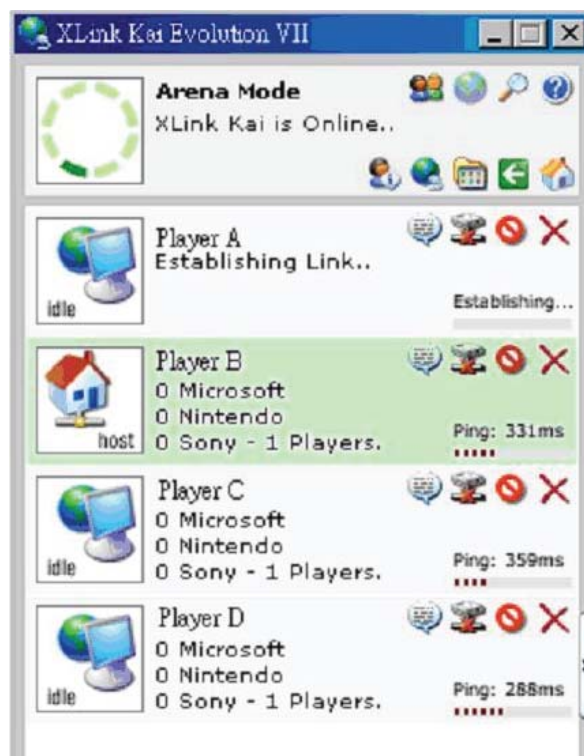 XLink Kai Evolution VII
Arena Mode
XLink Kai is Online..
Player A
Establishing Link..
idle
Establishing...
Player B
0 Microsoft
0 Nintendo
0 Sony - 1 Players.
host
Ping: 331ms
Player C
0 Microsoft
0 Nintendo
0 Sony - 1 Players.
idle
Ping: 359ms
Player D
0 Microsoft
0 Nintendo
0 Sony - 1 Players.
idle
Ping: 288ms